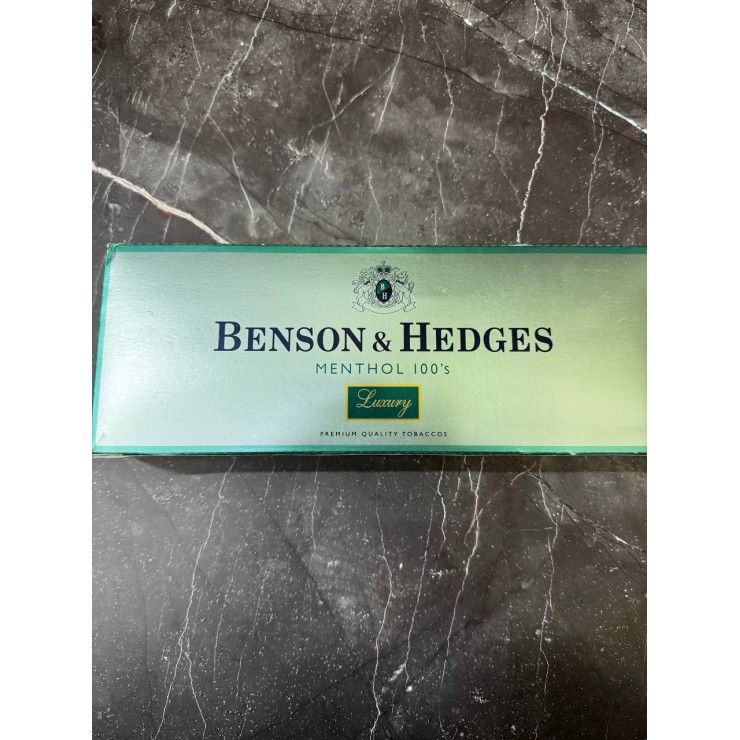 B
H
BENSON & HEDGES
MENTHOL 100's
Luxury
PREMIUM QUALITY TOBACCOS